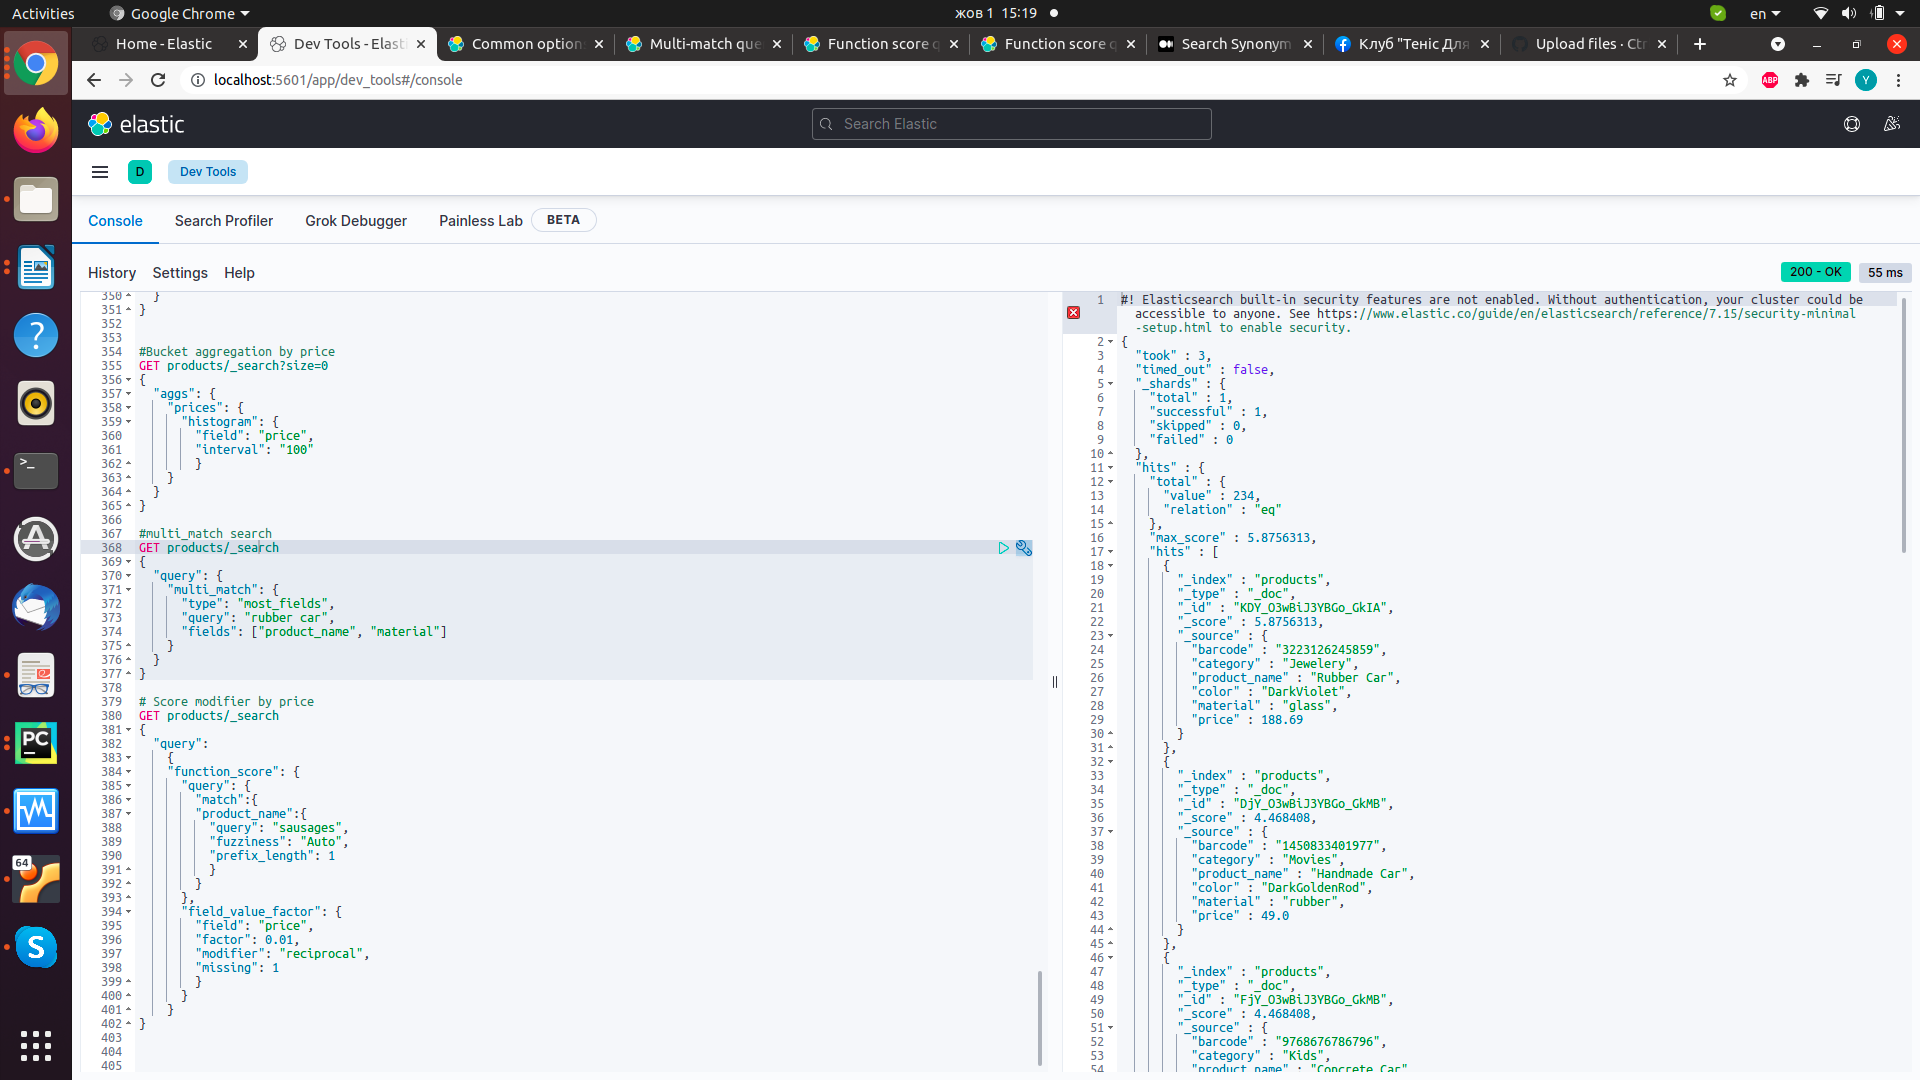 Activities
Google Chrome
жов 1 15:19
en
Home - Elastic
Dev Tools - Elast
Common option
Multi-match que
Function score q
Function score q
Search Synonym
Клуб "Теніс Для
Upload files · Ctr
localhost:5601/app/dev_tools#/console
ABP
Y
elastic
Search Elastic
D
Dev Tools
Console
Search Profiler
Grok Debugger
Painless Lab
BETA
History
Settings
Help
200 - OK
55 ms
350 }
351 }
352
353
354 #Bucket aggregation by price
355 GET products/_search?size=0
356 {
357 "aggs": {
358 "prices": {
359 "histogram": {
360 "field": "price",
361 "interval": "100"
362 }
363 }
364 }
365 }
366
367 #multi_match search
368 GET products/_search
369 {
370 "query": {
371 "multi_match": {
372 "type": "most_fields",
373 "query": "rubber car",
374 "fields": ["product_name", "material"]
375 }
376 }
377 }
378
379 # Score modifier by price
380 GET products/_search
381 {
382 "query":
383 {
384 "function_score": {
385 "query": {
386 "match":{
387 "product_name":{
388 "query": "sausages",
389 "fuzziness": "Auto",
390 "prefix_length": 1
391 }
392 }
393 },
394 "field_value_factor": {
395 "field": "price",
396 "factor": 0.01,
397 "modifier": "reciprocal",
398 "missing": 1
399 }
400 }
401 }
402 }
403
404
405
1 #! Elasticsearch built-in security features are not enabled. Without authentication, your cluster could be
accessible to anyone. See https://www.elastic.co/guide/en/elasticsearch/reference/7.15/security-minimal
-setup.html to enable security.
2 {
3 "took" : 3,
4 "timed_out" : false,
5 "_shards" : {
6 "total" : 1,
7 "successful" : 1,
8 "skipped" : 0,
9 "failed" : 0
10 },
11 "hits" : {
12 "total" : {
13 "value" : 234,
14 "relation" : "eq"
15 },
16 "max_score" : 5.8756313,
17 "hits" : [
18 {
19 "_index" : "products",
20 "_type" : "_doc",
21 "_id" : "KDY_O3wBiJ3YBGo_GkIA",
22 "_score" : 5.8756313,
23 "_source" : {
24 "barcode" : "3223126245859",
25 "category" : "Jewelery",
26 "product_name" : "Rubber Car",
27 "color" : "DarkViolet",
28 "material" : "glass",
29 "price" : 188.69
30 }
31 },
32 {
33 "_index" : "products",
34 "_type" : "_doc",
35 "_id" : "DjY_O3wBiJ3YBGo_GkMB",
36 "_score" : 4.468408,
37 "_source" : {
38 "barcode" : "1450833401977",
39 "category" : "Movies",
40 "product_name" : "Handmade Car",
41 "color" : "DarkGoldenRod",
42 "material" : "rubber",
43 "price" : 49.0
44 }
45 },
46 {
47 "_index" : "products",
48 "_type" : "_doc",
49 "_id" : "FjY_O3wBiJ3YBGo_GkMB",
50 "_score" : 4.468408,
51 "_source" : {
52 "barcode" : "9768676786796",
53 "category" : "Kids",
54 "product_name" : "Concrete Car"
PC
64
S